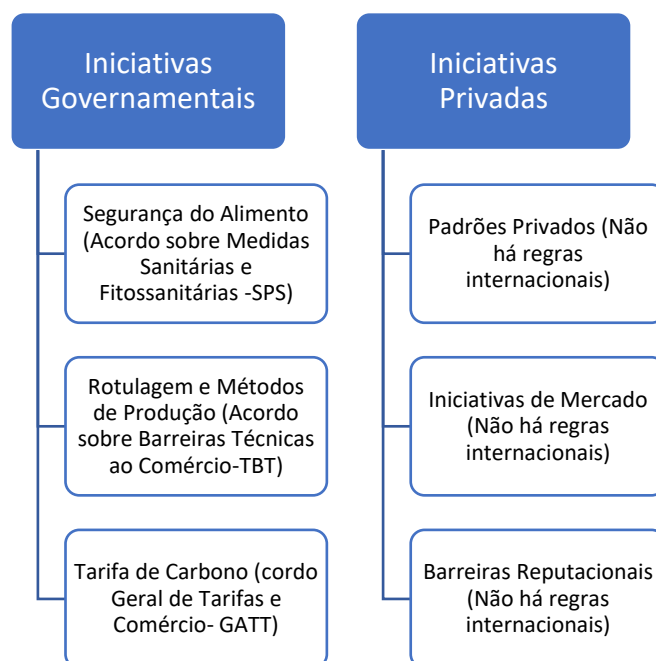 Iniciativas
Governamentais
Segurança do Alimento
(Acordo sobre Medidas
Sanitárias e
Fitossanitárias -SPS)
Rotulagem e Métodos
de Produção (Acordo
sobre Barreiras Técnicas
ao Comércio-TBT)
Tarifa de Carbono (cordo
Geral de Tarifas e
Comércio- GATT)
Iniciativas
Privadas
Padrões Privados (Não
há regras
internacionais)
Iniciativas de Mercado
(Não há regras
internacionais)
Barreiras Reputacionais
(Não há regras
internacionais)